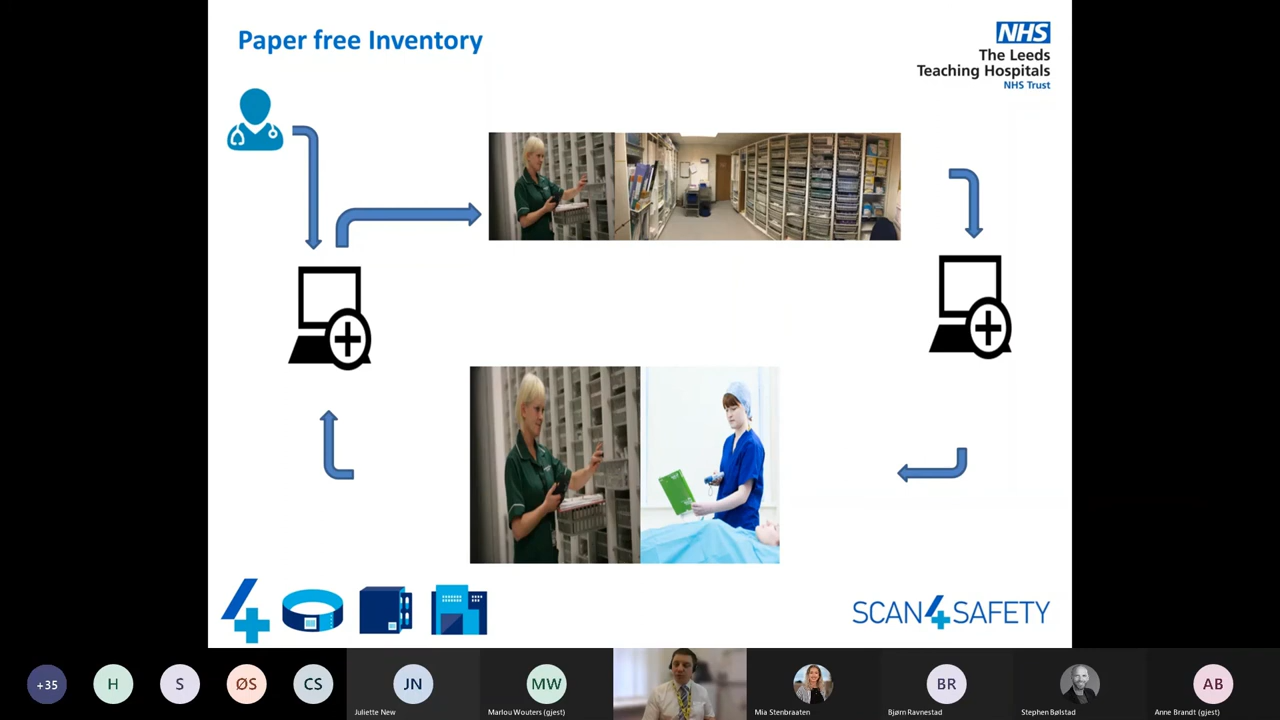 Paper free Inventory
NHS
The Leeds
Teaching Hospitals
NHS Trust
4
SCAN4SAFETY
+35
H
S
ØS
CS
JN
MW
BR
AB
Juliette New
Marlou Wouters (gjest)
Mia Stenbraaten
Bjørn Ravnestad
Stephen Bølstad
Anne Brandt (gjest)